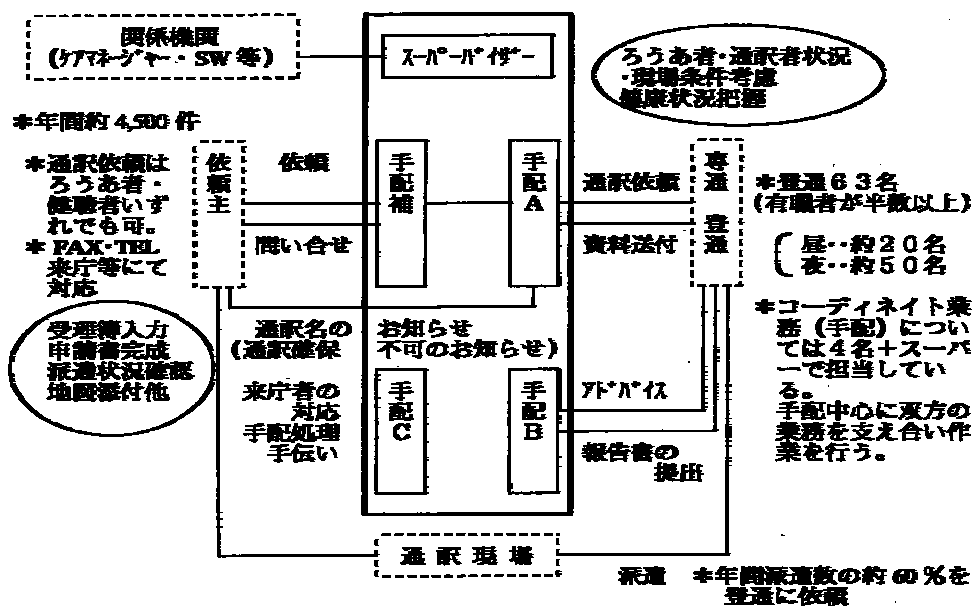 関係機関
(ｹｱﾏﾈｰｼﾞｬｰ・SW等)
ｽｰﾊﾟｰﾊﾞｲｻﾞｰ
ろうあ者・通訳者状況
・現場条件考慮
健康状況把握
＊年間約4,500件
＊通訳依頼は
ろうあ者・
健聴者いず
れでも可。
＊FAX・TEL
来庁等にて
対応
依頼主
依頼
問い合せ
手配補
手配A
通訳依頼
資料送付
専通 登通
＊登通６３名
(有職者が半数以上)
昼‥約２０名
夜‥約５０名
受理簿入力
申請書完成
派遣状況確認
地図添付他
通訳名の お知らせ
(通訳確保 不可のお知らせ)
来庁者の
対応
手配処理
手伝い
手配C
手配B
ｱﾄﾞﾊﾞｲｽ
報告書の
提出
＊コーディネイト業
務（手配）につい
ては４名＋スーパ
ーで担当してい
る。
手配中心に双方の
業務を支え合い作
業を行う。
通訳現場
派遣 ＊年間派遣数の約60％を
登通に依頼